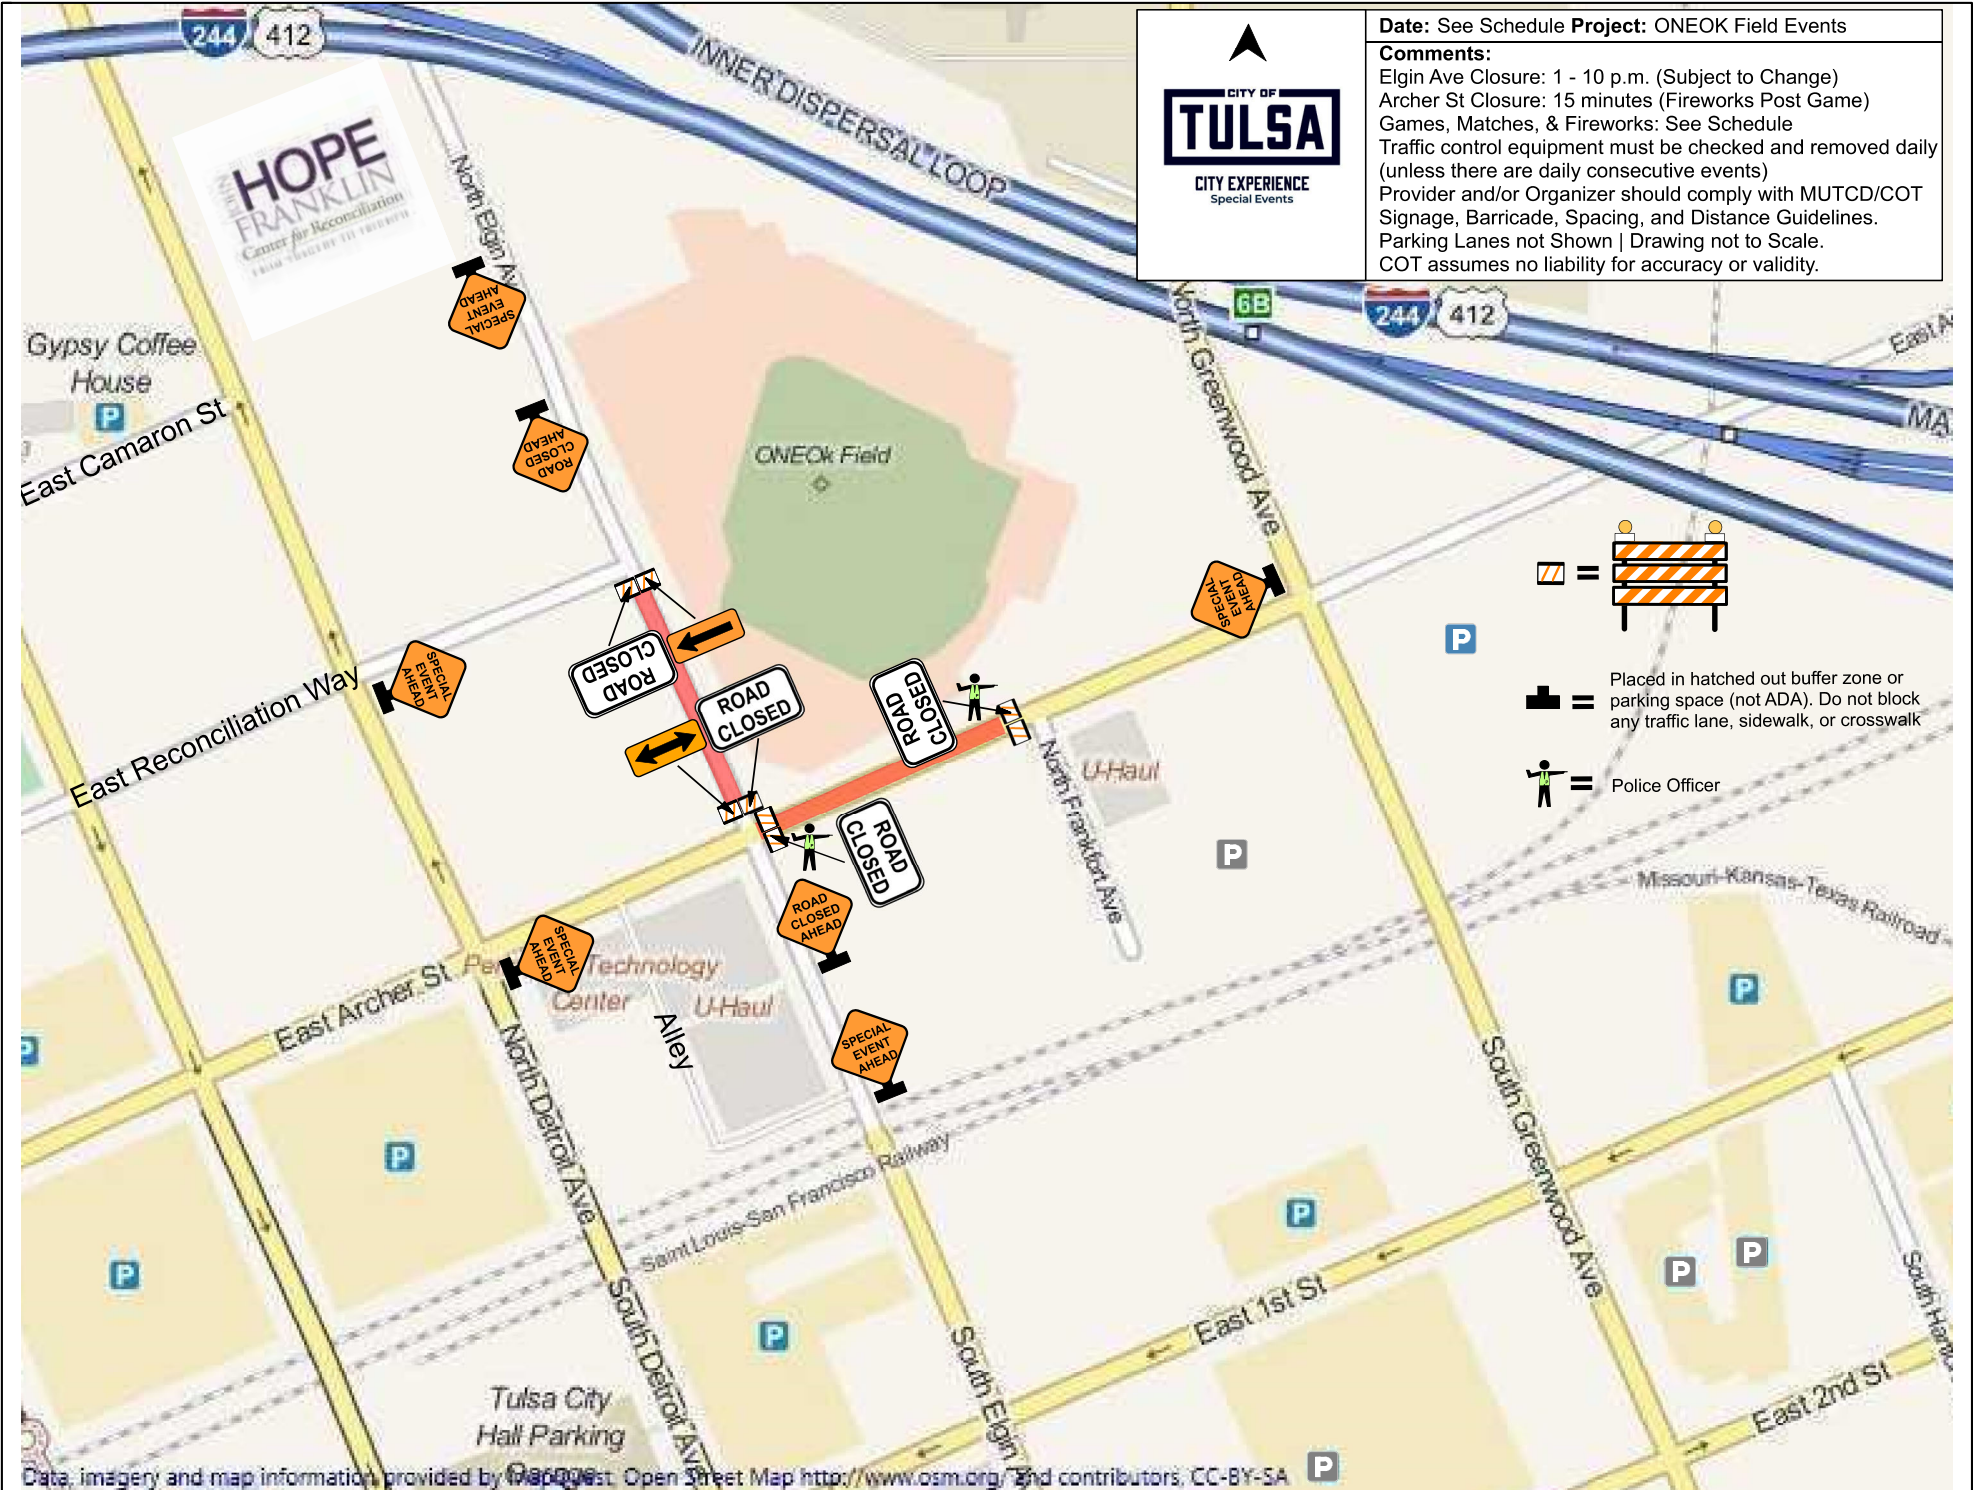 244
412
INNER DISPERSAL LOOP
CITY OF
TULSA
CITY EXPERIENCE
Special Events
Date: See Schedule Project: ONEOK Field Events
Comments:
Elgin Ave Closure: 1 - 10 p.m. (Subject to Change)
Archer St Closure: 15 minutes (Fireworks Post Game)
Games, Matches, & Fireworks: See Schedule
Traffic control equipment must be checked and removed daily
(unless there are daily consecutive events)
Provider and/or Organizer should comply with MUTCD/COT
Signage, Barricade, Spacing, and Distance Guidelines.
Parking Lanes not Shown | Drawing not to Scale.
COT assumes no liability for accuracy or validity.
HOPE
FRANKLIN
Center for Reconciliation
North Elgin Av
SPECIAL
EVENT
AHEAD
Gypsy Coffee
House
P
East Camaron St
ROAD
CLOSED
AHEAD
ONEOk Field
North Greenwood Ave
6B
244
412
East A
MA
SPECIAL
EVENT
AHEAD
P
=
=
Placed in hatched out buffer zone or
parking space (not ADA). Do not block
any traffic lane, sidewalk, or crosswalk
=
Police Officer
East Reconciliation Way
SPECIAL
EVENT
AHEAD
ROAD
CLOSED
ROAD
CLOSED
ROAD
CLOSED
ROAD
CLOSED
North Frankfort Ave
U-Haul
P
Missouri-Kansas-Texas Railroad
ROAD
CLOSED
AHEAD
SPECIAL
EVENT
AHEAD
East Archer St
Technology
Center
U-Haul
Alley
SPECIAL
EVENT
AHEAD
P
P
North Detroit Ave
South Greenwood Ave
P
Saint Louis-San Francisco Railway
P
P
P
P
P
South Detroit Ave
South Elgin
East 1st St
East 2nd St
Tulsa City
Hall Parking
P
Data, imagery and map information provided by MapQuest, Open Street Map http://www.osm.org/ and contributors, CC-BY-SA